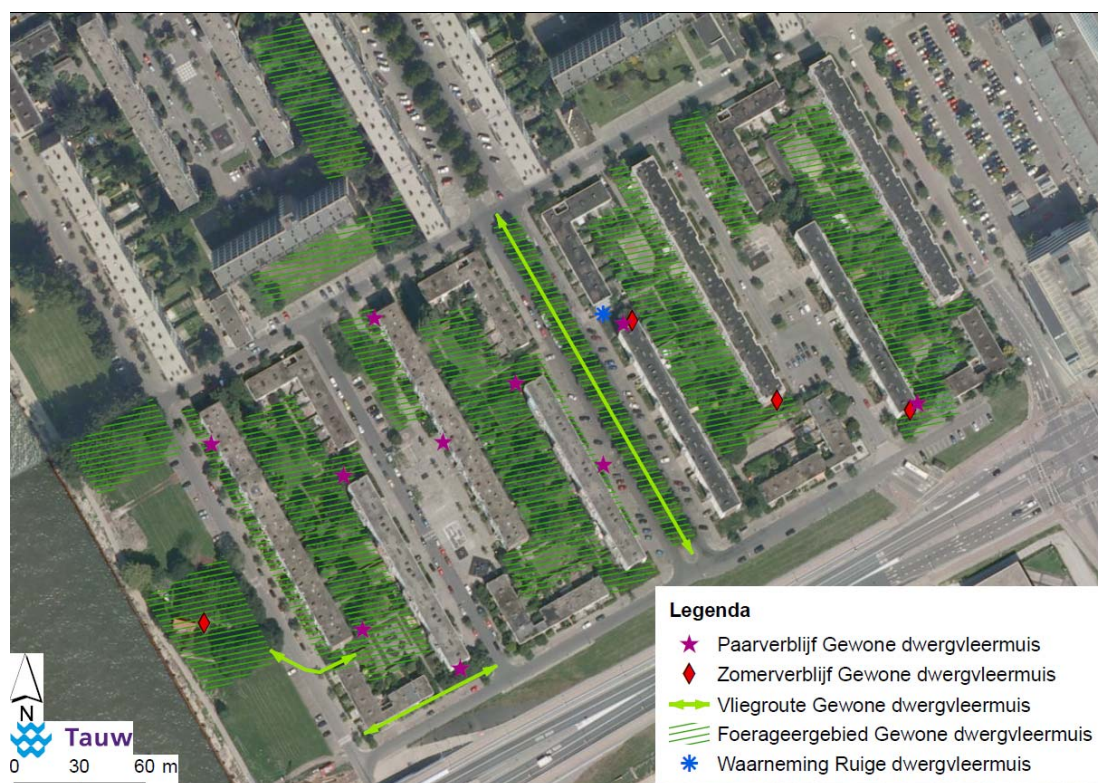 Legenda
Paarverblijf Gewone dwergvleermuis
Zomerverblijf Gewone dwergvleermuis
Vliegroute Gewone dwergvleermuis
Foerageergebied Gewone dwergvleermuis
Waarneming Ruige dwergvleermuis
N
Tauw
0 30 60 m